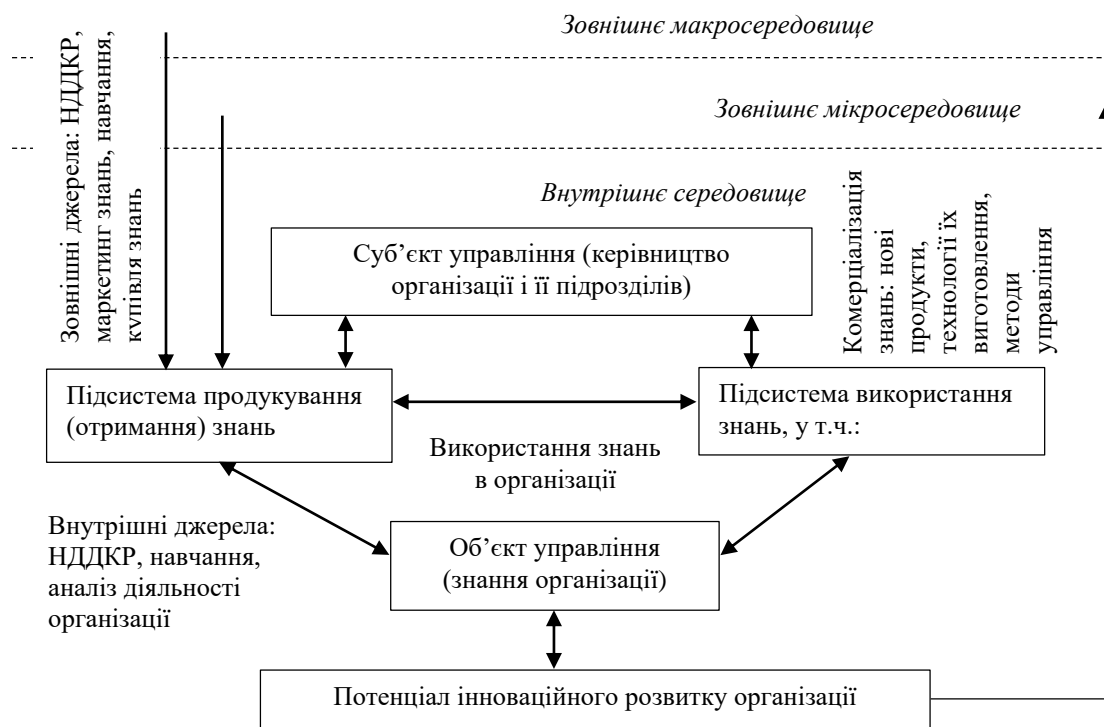 Зовнішнє макросередовище
Зовнішнє мікросередовище
Внутрішнє середовище
Зовнішні джерела: НДДКР,
маркетинг знань, навчання,
купівля знань
Суб’єкт управління (керівництво
організації і її підрозділів)
Комерціалізація
знань: нові
продукти,
технології їх
виготовлення,
методи
управління
Підсистема продукування
(отримання) знань
Підсистема використання
знань, у т.ч.:
Використання знань
в організації
Внутрішні джерела:
НДДКР, навчання,
аналіз діяльності
організації
Об’єкт управління
(знання організації)
Потенціал інноваційного розвитку організації